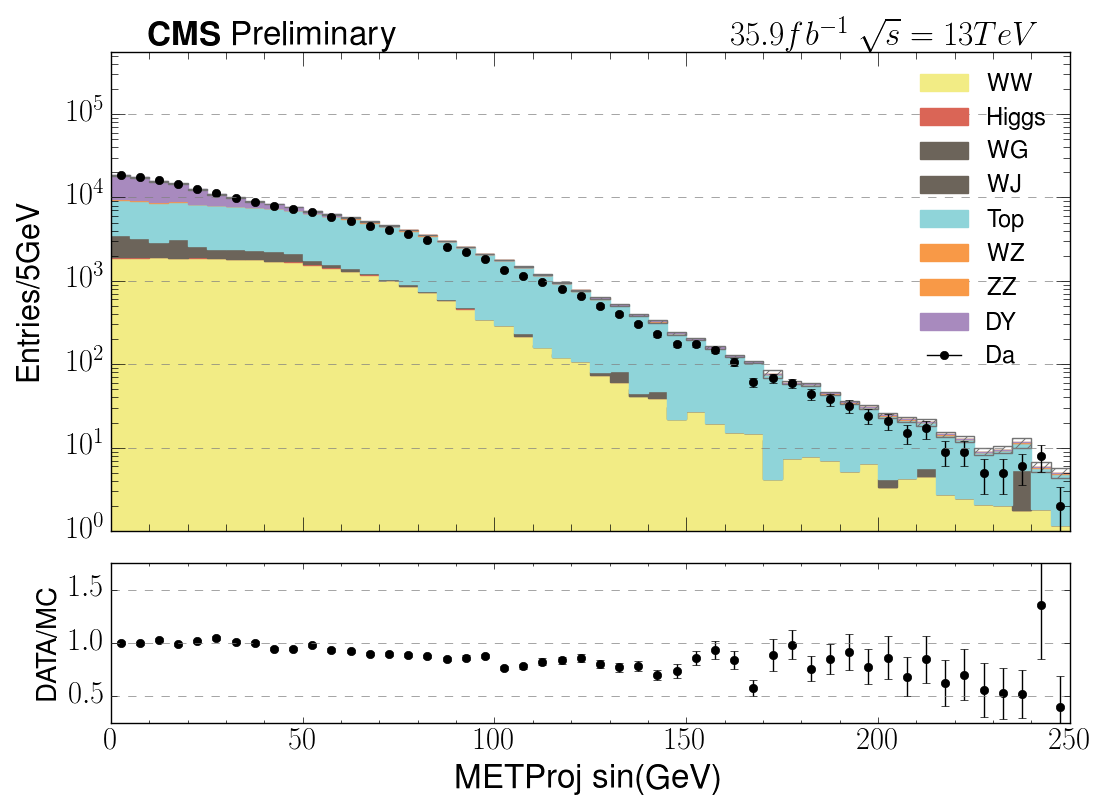 CMS Preliminary 35.9fb⁻¹ √s = 13TeV
Entries/5GeV
10⁵
10⁴
10³
10²
10¹
10⁰
WW
Higgs
WG
WJ
Top
WZ
ZZ
DY
Da
DATA/MC
1.5
1.0
0.5
0 50 100 150 200 250
METProj sin(GeV)